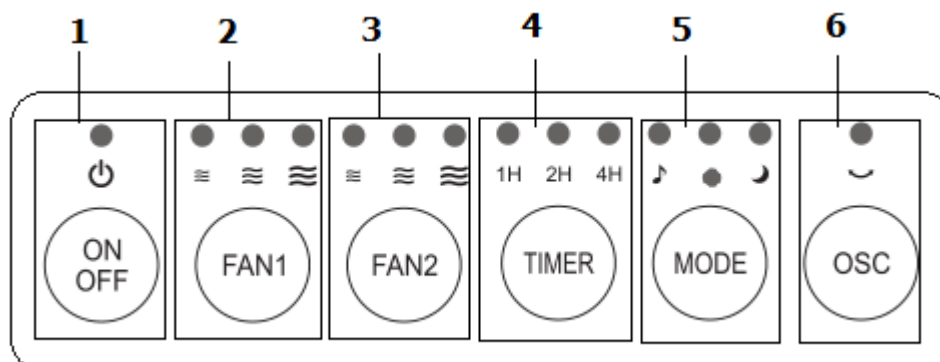 1 2 3 4 5 6
1H 2H 4H
ON
OFF
FAN1
FAN2
TIMER
MODE
OSC